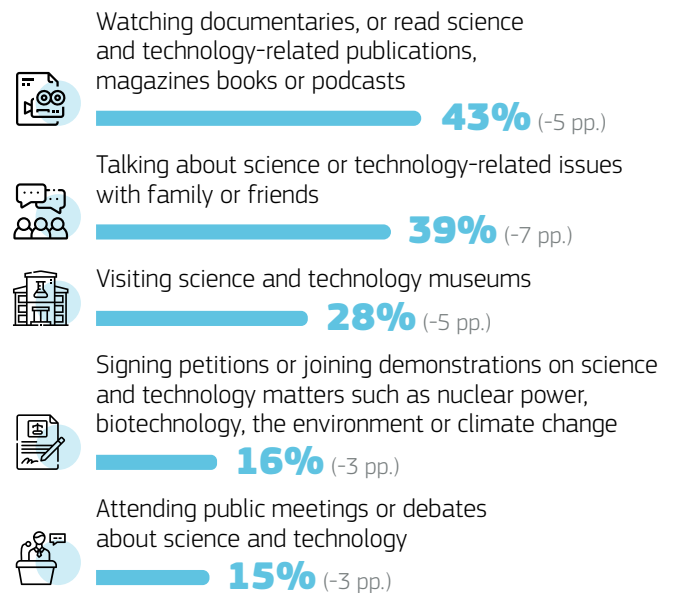 Watching documentaries, or read science
and technology-related publications,
magazines books or podcasts
43% (-5 pp.)
Talking about science or technology-related issues
with family or friends
39% (-7 pp.)
Visiting science and technology museums
28% (-5 pp.)
Signing petitions or joining demonstrations on science
and technology matters such as nuclear power,
biotechnology, the environment or climate change
16% (-3 pp.)
Attending public meetings or debates
about science and technology
15% (-3 pp.)